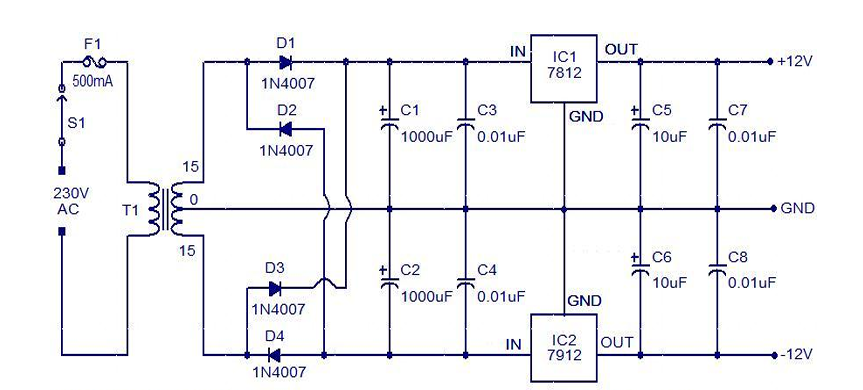 F1
500mA
S1
230V
AC
T1
15
0
15
D1
1N4007
D2
1N4007
D3
1N4007
D4
1N4007
C1
1000uF
C3
0.01uF
C2
1000uF
C4
0.01uF
IN
IC1
7812
OUT
GND
GND
IN
IC2
7912
OUT
C5
10uF
C7
0.01uF
C6
10uF
C8
0.01uF
+12V
GND
-12V
+
+
+
+